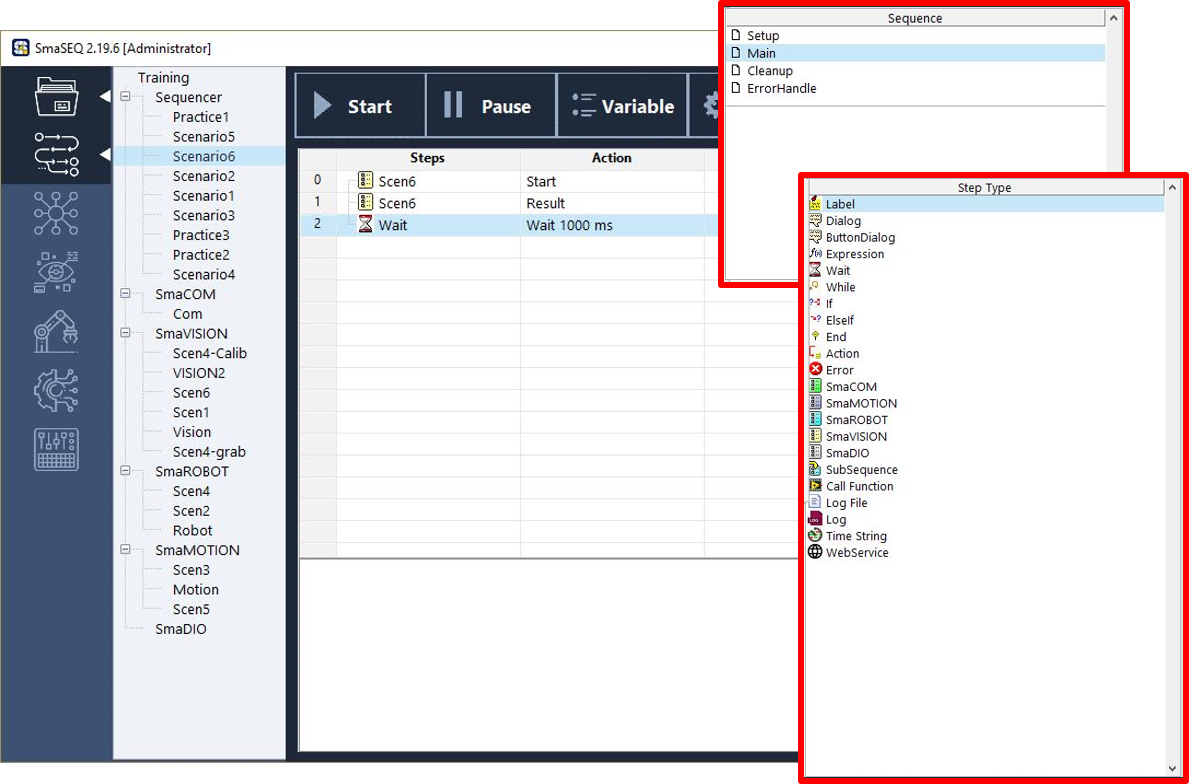 SmaSEQ 2.19.6 [Administrator]
Training
Sequencer
Practice1
Scenario5
Scenario6
Scenario2
Scenario1
Scenario3
Practice3
Practice2
Scenario4
SmaCOM
Com
SmaVISION
Scen4-Calib
VISION2
Scen6
Scen1
Vision
Scen4-grab
SmaROBOT
Scen4
Scen2
Robot
SmaMOTION
Scen3
Motion
Scen5
SmaDIO
Start Pause Variable
Steps Action
0 Scen6 Start
1 Scen6 Result
2 Wait Wait 1000 ms
Sequence
Setup
Main
Cleanup
ErrorHandle
Step Type
Label
Dialog
ButtonDialog
Expression
Wait
While
If
ElseIf
End
Action
Error
SmaCOM
SmaMOTION
SmaROBOT
SmaVISION
SmaDIO
SubSequence
Call Function
Log File
Log
Time String
WebService